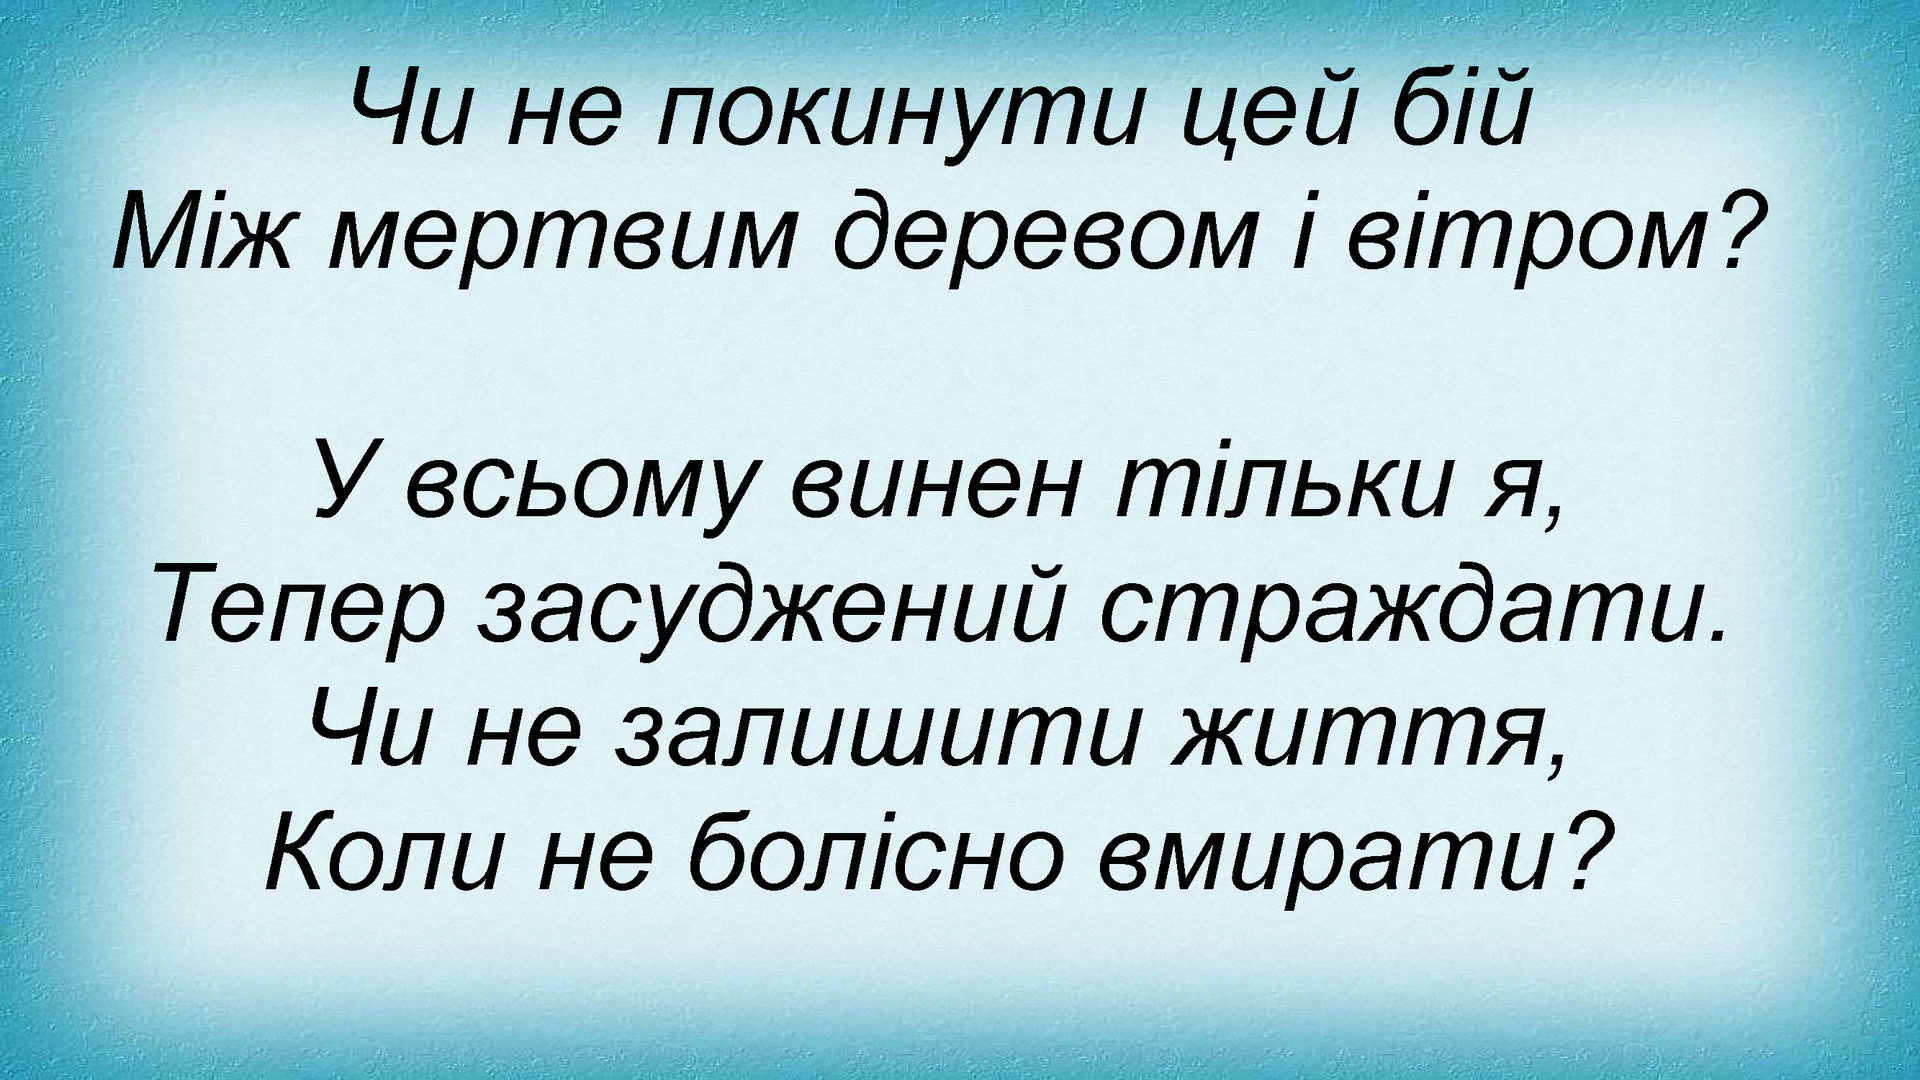 Чи не покинути цей бій
Між мертвим деревом і вітром?
У всьому винен тільки я,
Тепер засуджений страждати.
Чи не залишити життя,
Коли не болісно вмирати?